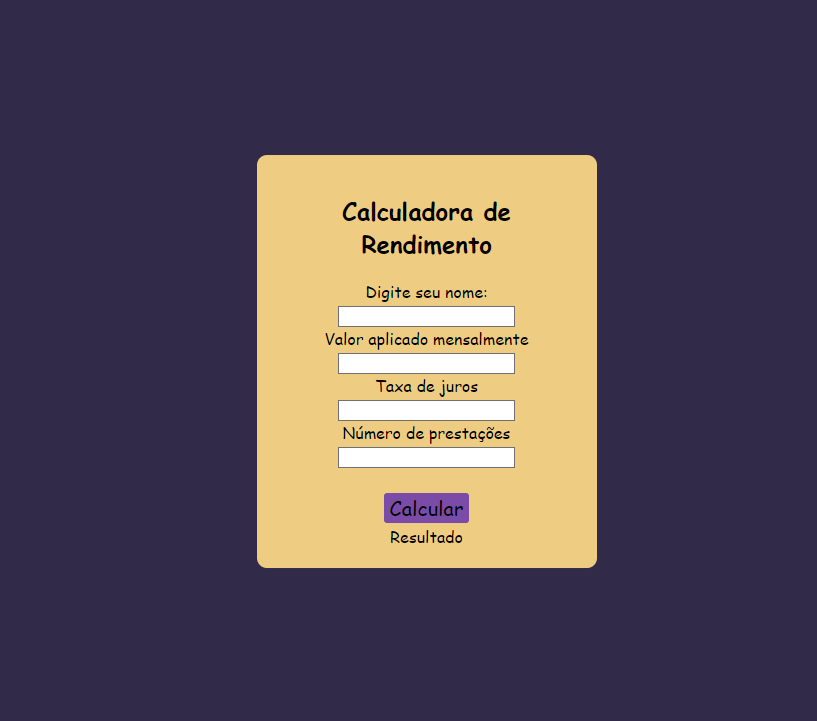 Calculadora de
Rendimento
Digite seu nome:
Valor aplicado mensalmente
Taxa de juros
Número de prestações
Calcular
Resultado